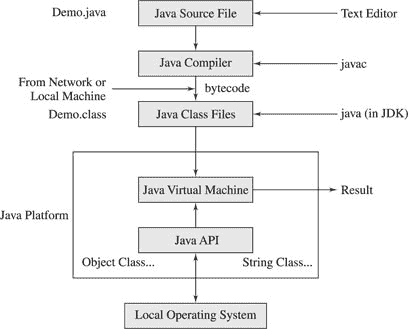 Demo.java
Java Source File
Text Editor
Java Compiler
javac
From Network or
Local Machine
bytecode
Demo.class
Java Class Files
java (in JDK)
Java Virtual Machine
Result
Java Platform
Java API
Object Class...
String Class...
Local Operating System